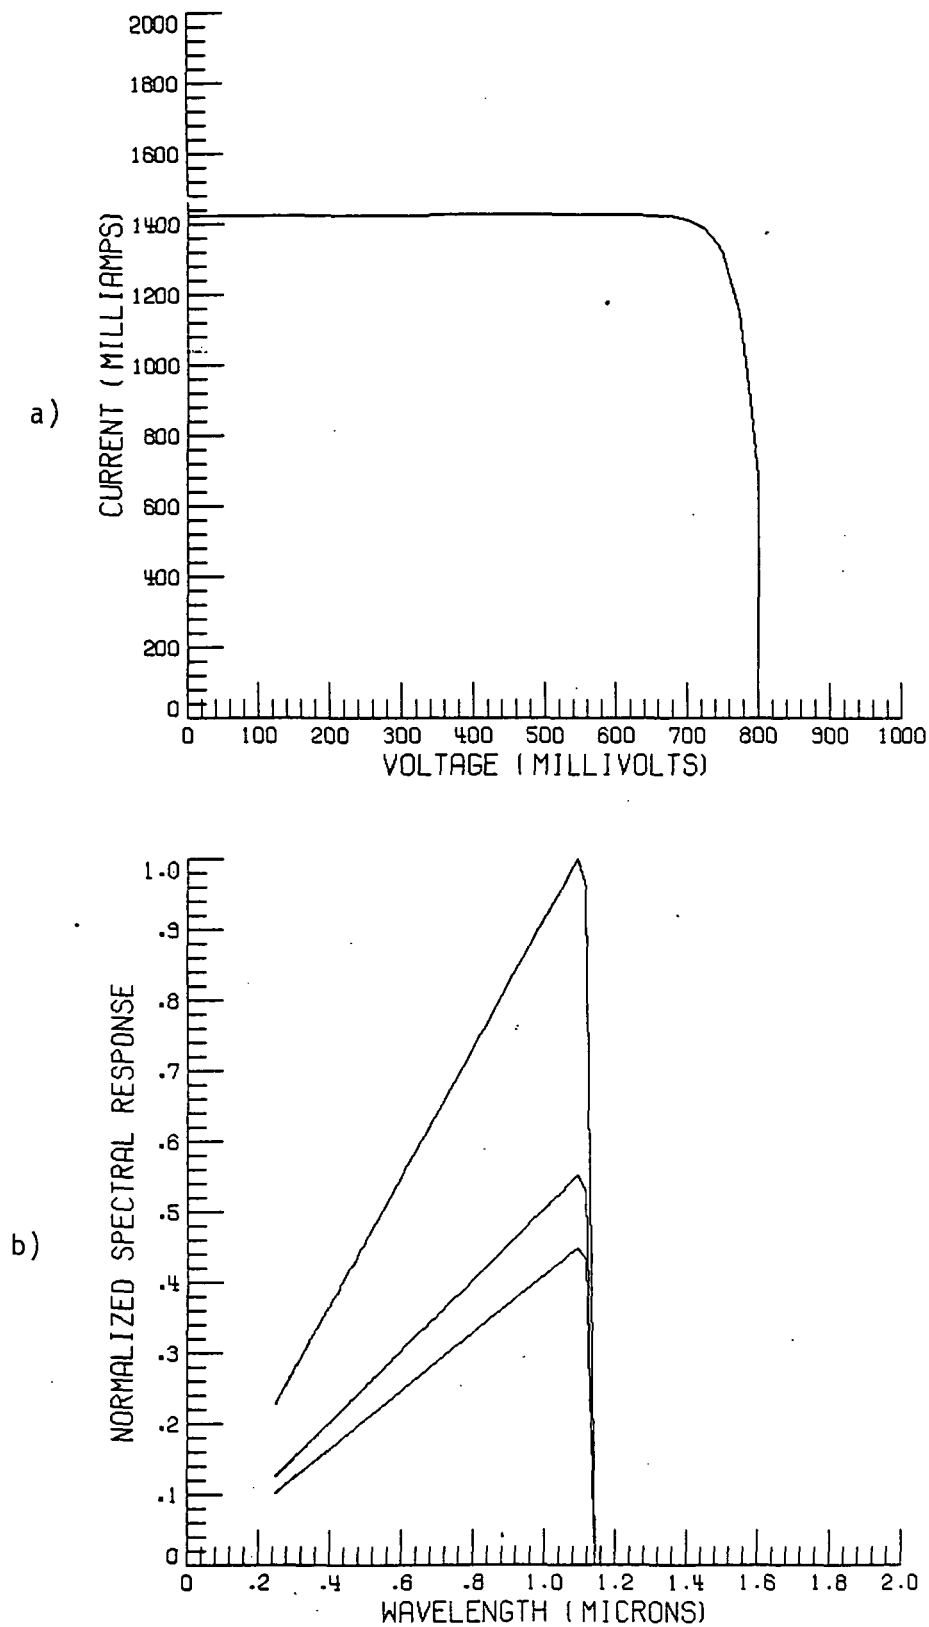 a)
CURRENT (MILLIAMPS)
2000
1800
1600
1400
1200
1000
800
600
400
200
0
0 100 200 300 400 500 600 700 800 900 1000
VOLTAGE (MILLIVOLTS)
b)
NORMALIZED SPECTRAL RESPONSE
1.0
.9
.8
.7
.6
.5
.4
.3
.2
.1
0
0 .2 .4 .6 .8 1.0 1.2 1.4 1.6 1.8 2.0
WAVELENGTH (MICRONS)